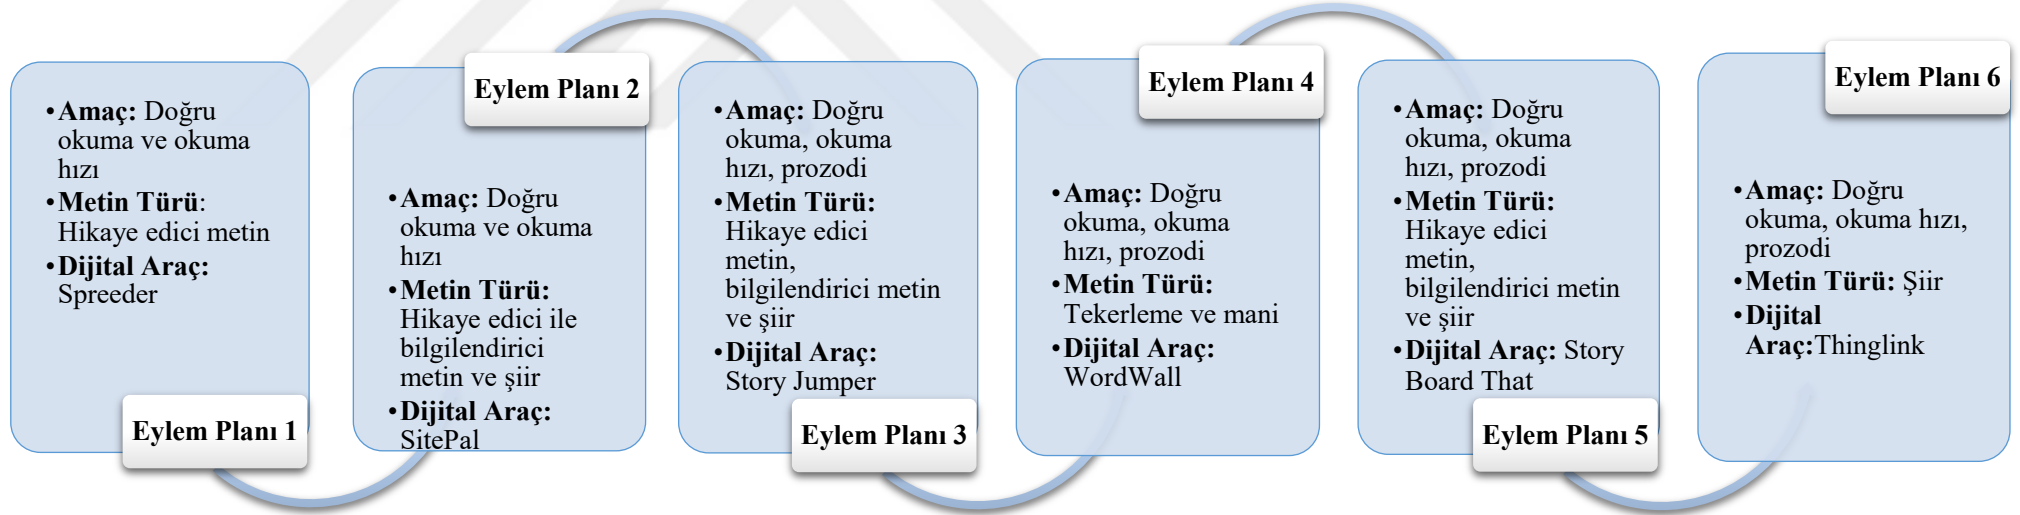 •Amaç: Doğru
okuma ve okuma
hızı
•Metin Türü:
Hikaye edici metin
•Dijital Araç:
Spreeder
Eylem Planı 1
Eylem Planı 2
•Amaç: Doğru
okuma ve okuma
hızı
•Metin Türü:
Hikaye edici ile
bilgilendirici
metin ve şiir
•Dijital Araç:
SitePal
•Amaç: Doğru
okuma, okuma
hızı, prozodi
•Metin Türü:
Hikaye edici
metin,
bilgilendirici metin
ve şiir
•Dijital Araç:
Story Jumper
Eylem Planı 3
Eylem Planı 4
•Amaç: Doğru
okuma, okuma
hızı, prozodi
•Metin Türü:
Tekerleme ve mani
•Dijital Araç:
WordWall
•Amaç: Doğru
okuma, okuma
hızı, prozodi
•Metin Türü:
Hikaye edici
metin,
bilgilendirici metin
ve şiir
•Dijital Araç: Story
Board That
Eylem Planı 5
Eylem Planı 6
•Amaç: Doğru
okuma, okuma hızı,
prozodi
•Metin Türü: Şiir
•Dijital
Araç:Thinglink